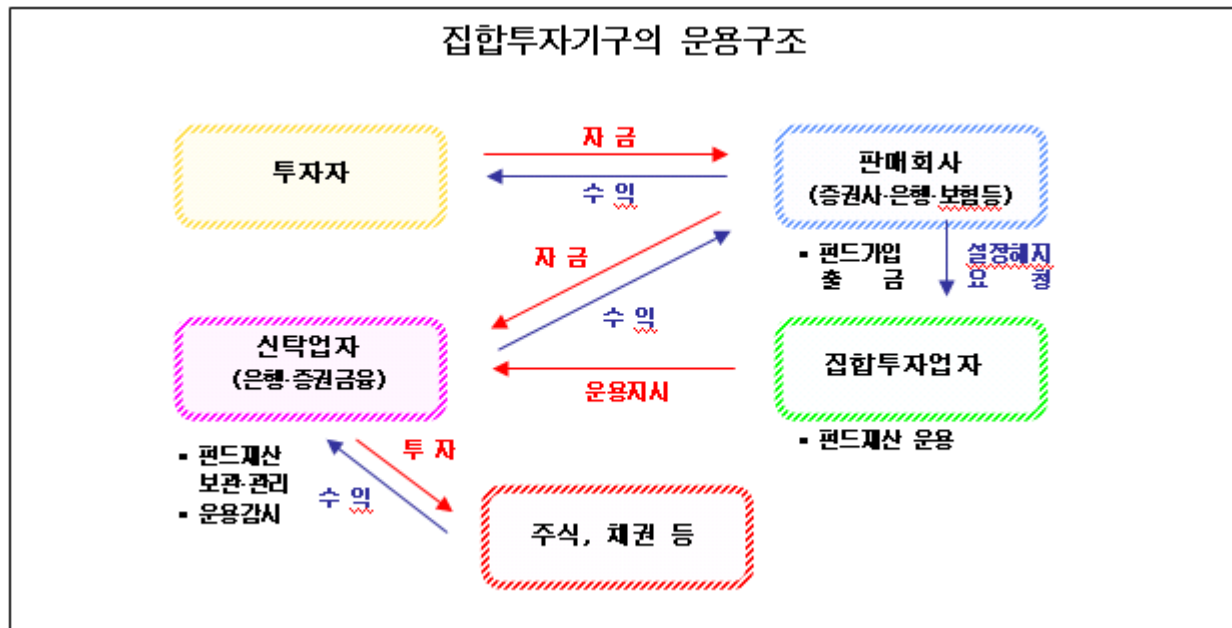 집합투자기구의 운용구조
투자자
자 금
수 익
판매회사
(증권사·은행·보험등)
자 금
수 익
▪ 펀드가입
출 금
설정해지
요 청
신탁업자
(은행·증권금융)
운용지시
집합투자업자
▪ 펀드재산
보관·관리
▪ 운용감시
투 자
수 익
▪ 펀드재산 운용
주식, 채권 등